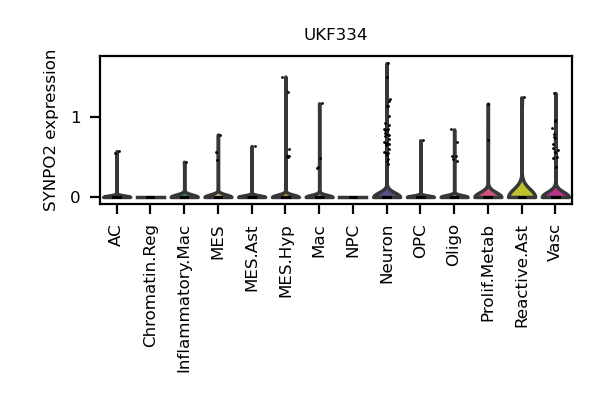 UKF334
SYNPO2 expression
1
0
AC
Chromatin.Reg
Inflammatory.Mac
MES
MES.Ast
MES.Hyp
Mac
NPC
Neuron
OPC
Oligo
Prolif.Metab
Reactive.Ast
Vasc